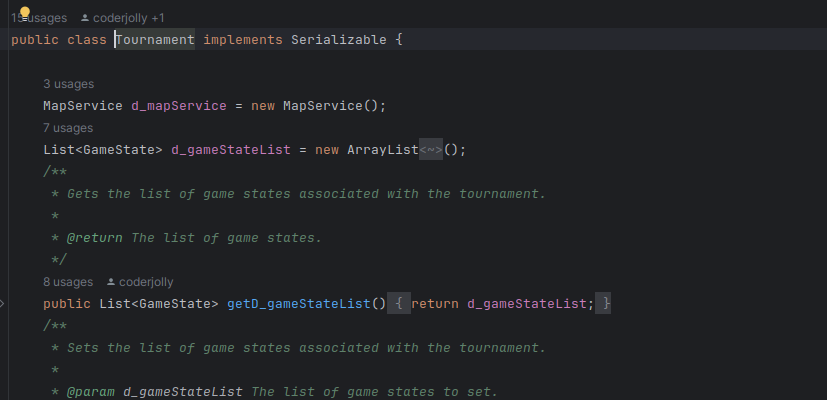 15 usages coderjolly +1
public class Tournament implements Serializable {
3 usages
MapService d_mapService = new MapService();
7 usages
List<GameState> d_gameStateList = new ArrayList<~>();
/**
* Gets the list of game states associated with the tournament.
*
* @return The list of game states.
*/
8 usages coderjolly
public List<GameState> getD_gameStateList() { return d_gameStateList; }
/**
* Sets the list of game states associated with the tournament.
*
* @param d_gameStateList The list of game states to set.